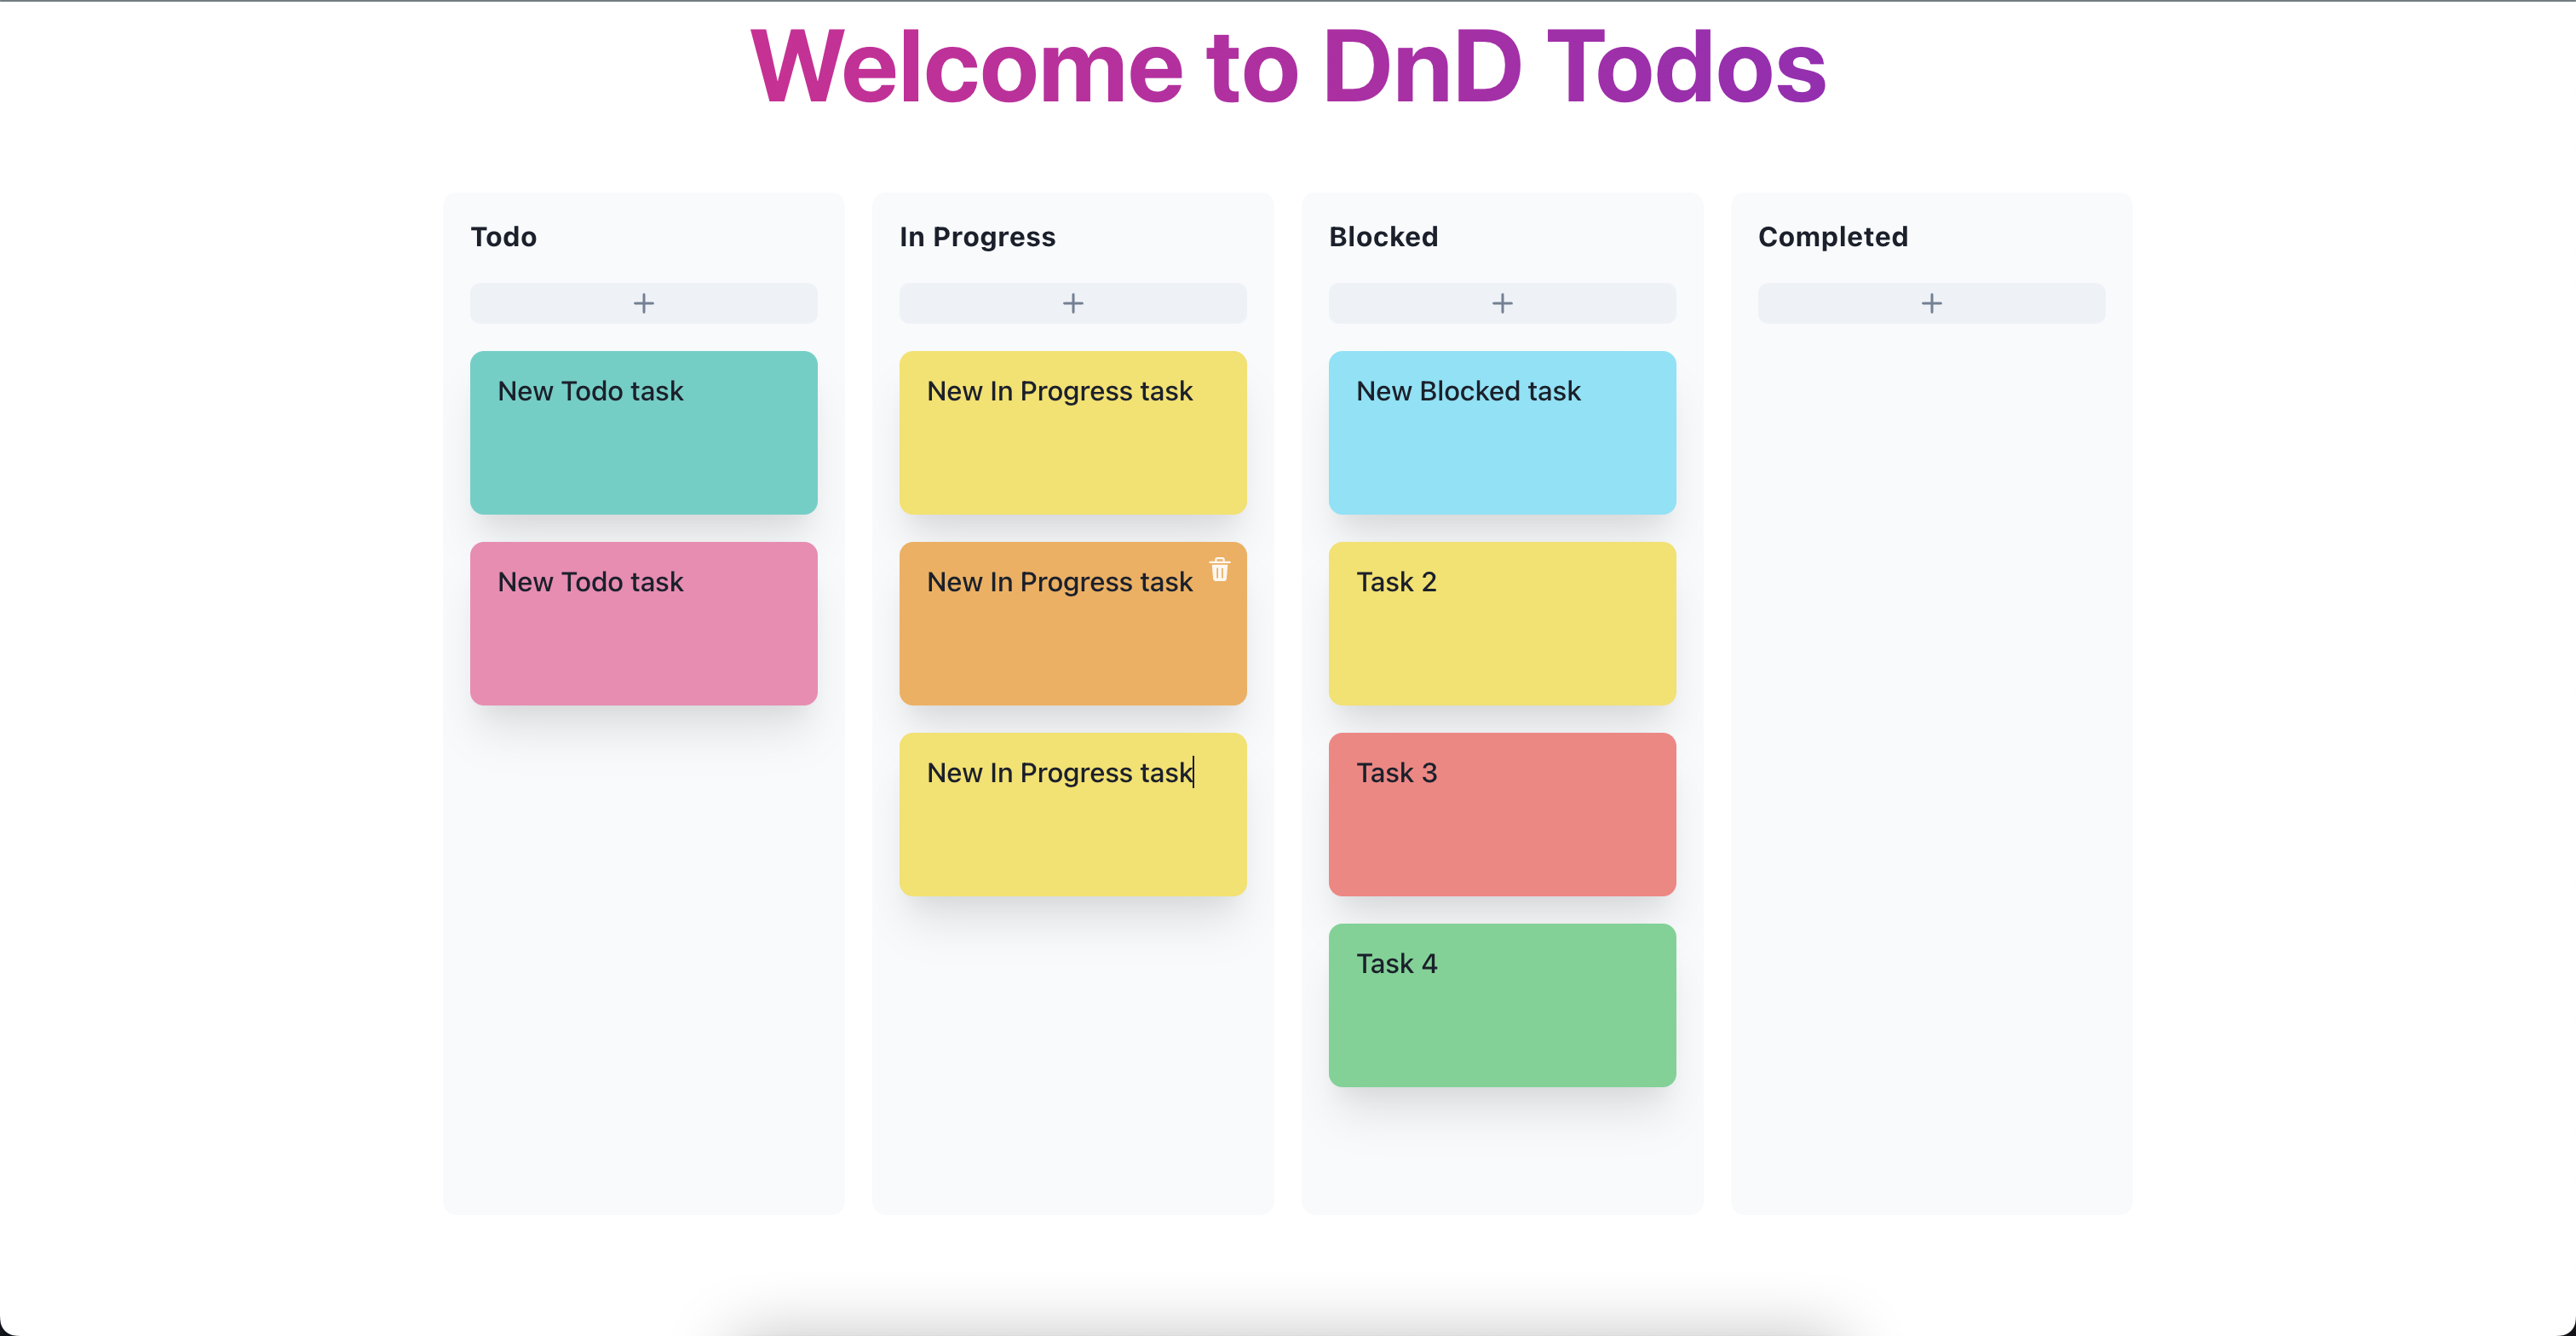 Welcome to DnD Todos
Todo
New Todo task
New Todo task
In Progress
New In Progress task
New In Progress task
New In Progress task
Blocked
New Blocked task
Task 2
Task 3
Task 4
Completed